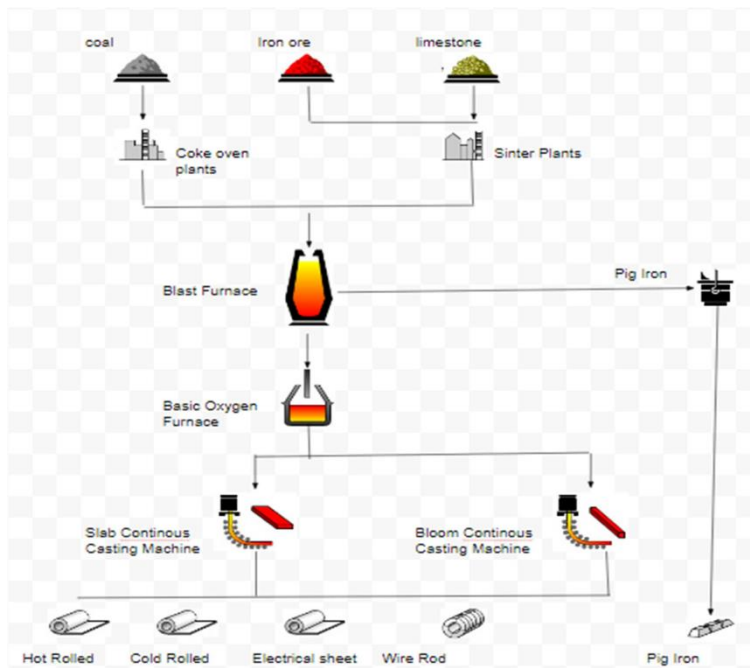 coal
Iron ore
limestone
Coke oven
plants
Sinter Plants
Blast Furnace
Pig Iron
Basic Oxygen
Furnace
Slab Continous
Casting Machine
Bloom Continous
Casting Machine
Hot Rolled
Cold Rolled
Electrical sheet
Wire Rod
Pig Iron